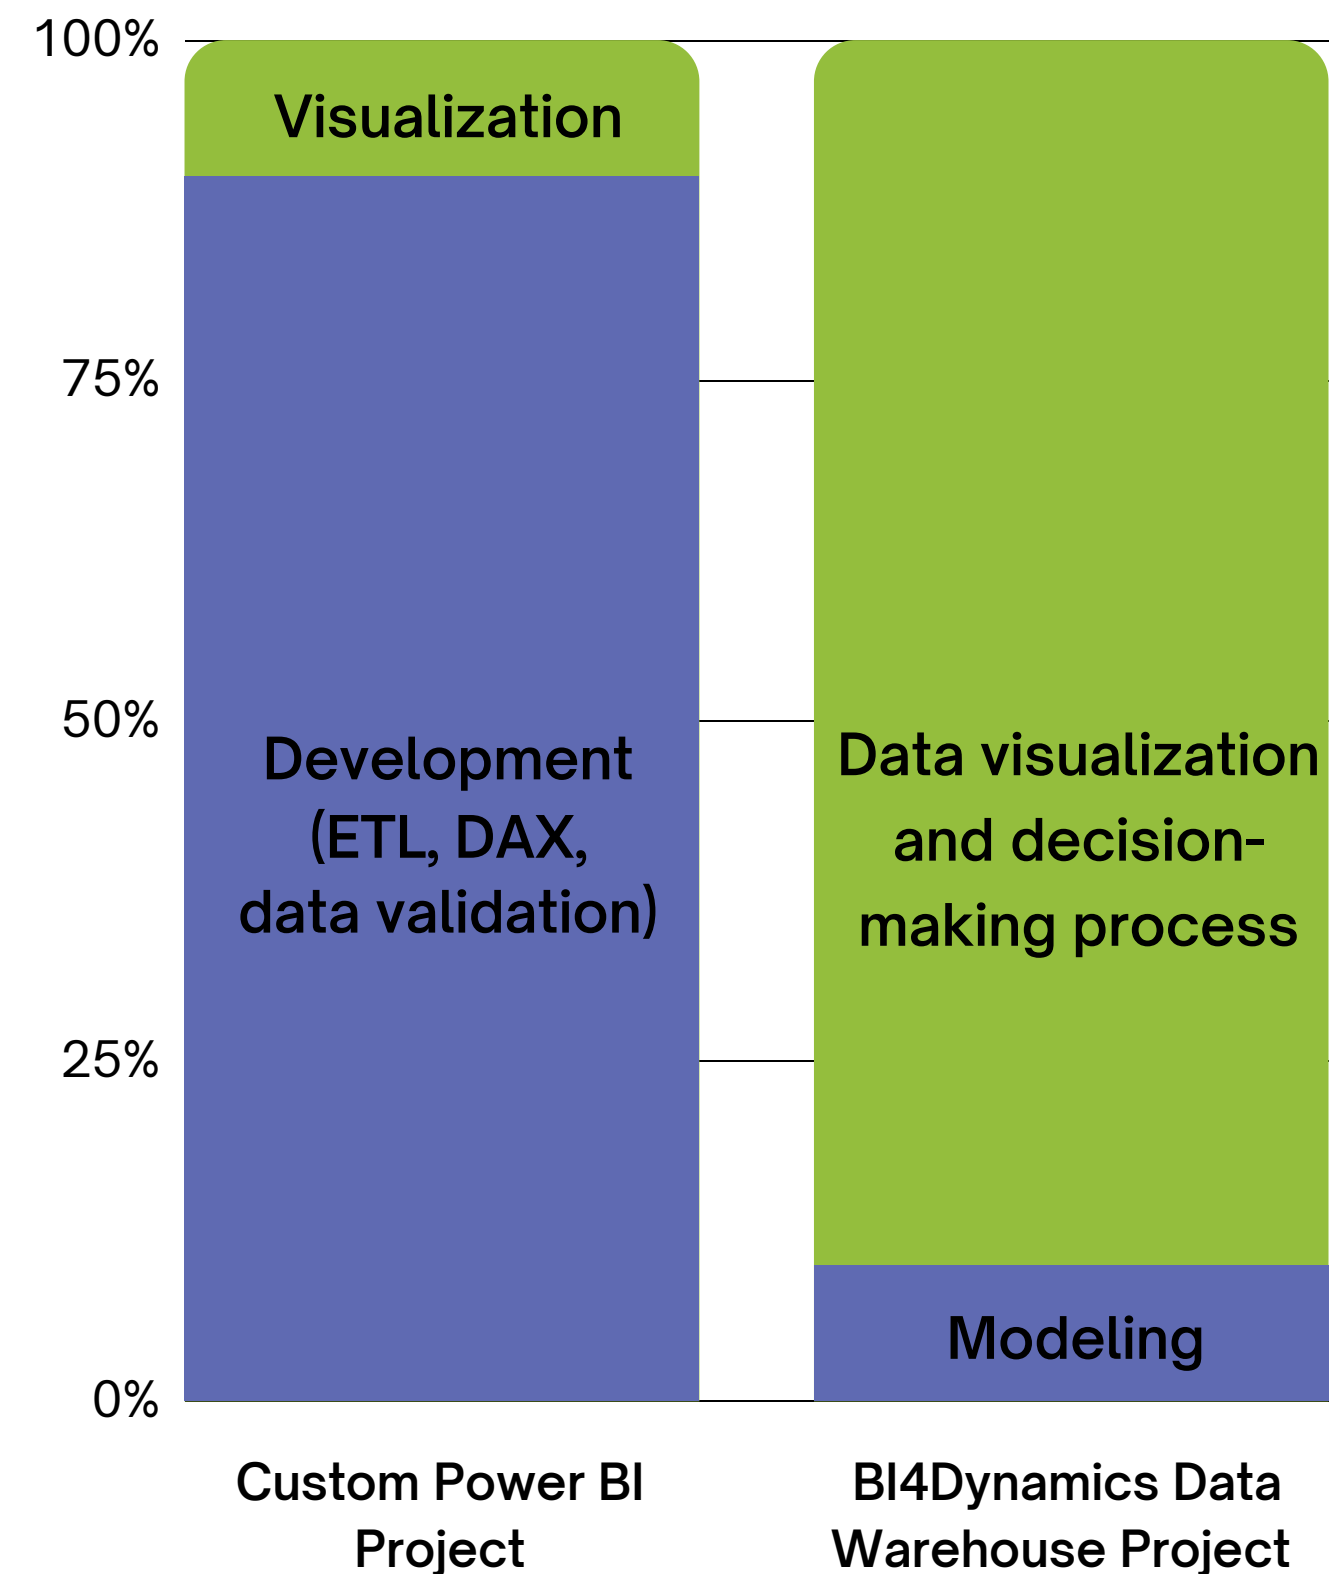 100%
Visualization
75%
50%
Development
(ETL, DAX,
data validation)
Data visualization
and decision-
making process
25%
Modeling
0%
Custom Power BI
Project
BI4Dynamics Data
Warehouse Project